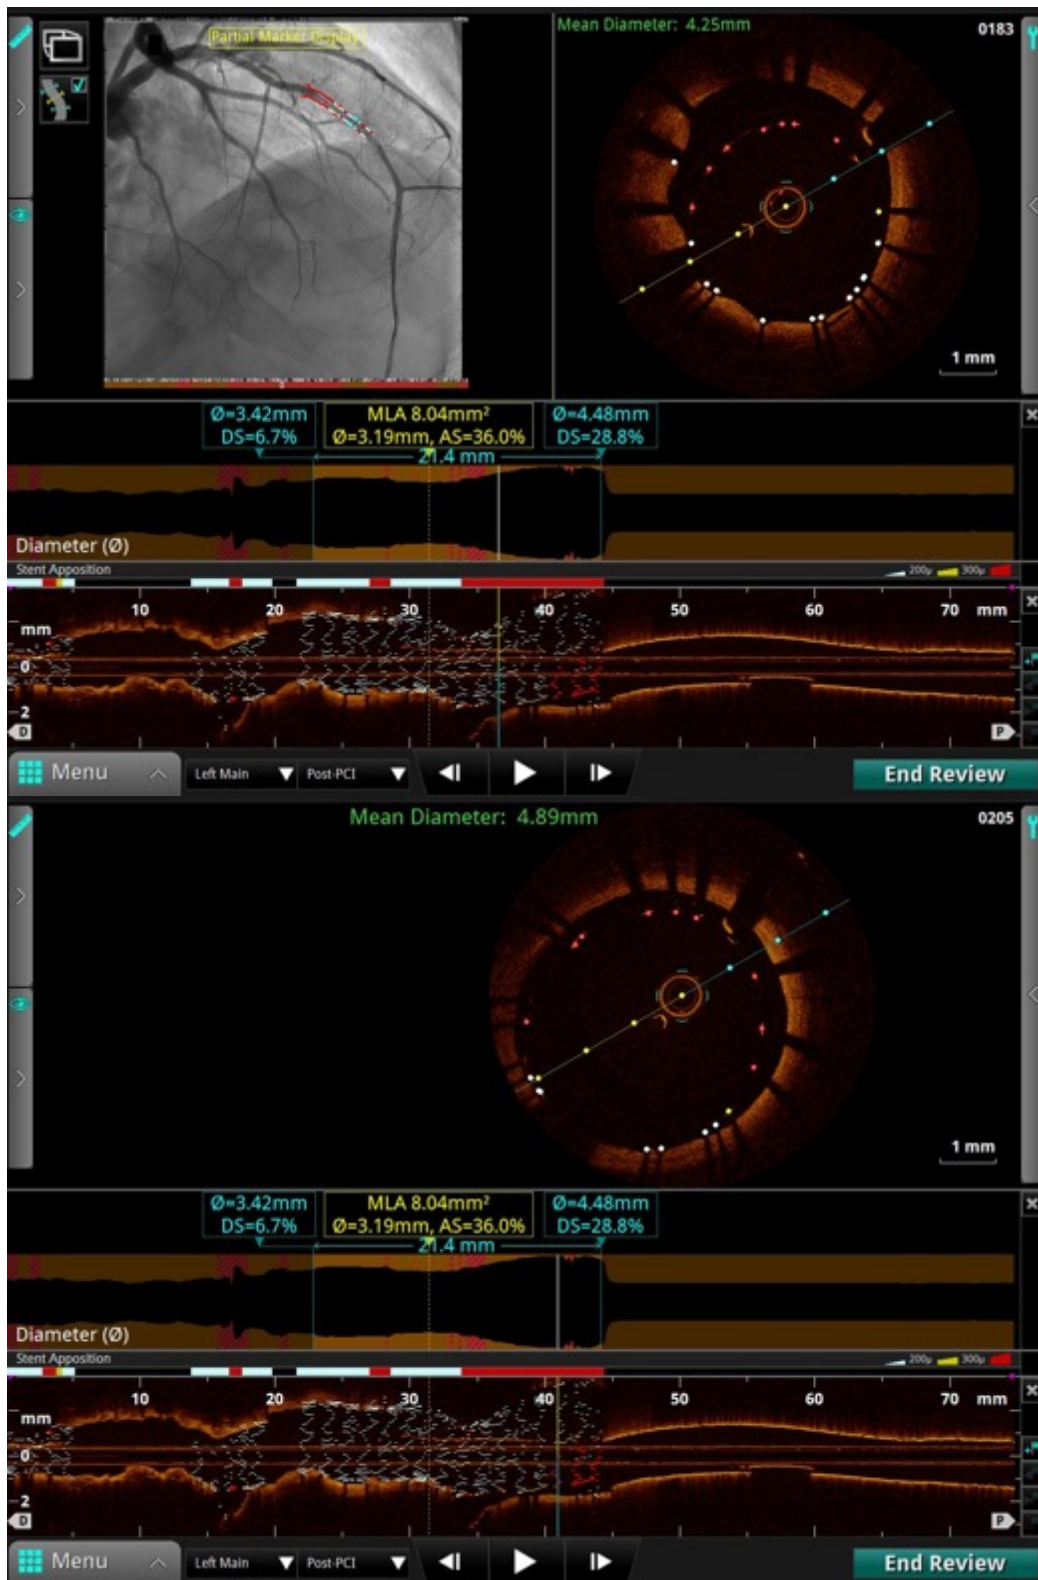 Partial Marker Display
Mean Diameter: 4.25mm
0183
1 mm
Ø=3.42mm
DS=6.7%
MLA 8.04mm²
Ø=3.19mm, AS=36.0%
Ø=4.48mm
DS=28.8%
21.4 mm
Diameter (Ø)
Stent Apposition
200µ
300µ
10 20 30 40 50 60 70 mm
mm
0
2
D
P
Menu
Left Main
Post-PCI
End Review
Mean Diameter: 4.89mm
0205
1 mm
Ø=3.42mm
DS=6.7%
MLA 8.04mm²
Ø=3.19mm, AS=36.0%
Ø=4.48mm
DS=28.8%
21.4 mm
Diameter (Ø)
Stent Apposition
200µ
300µ
10 20 30 40 50 60 70 mm
mm
0
2
D
P
Menu
Left Main
Post-PCI
End Review